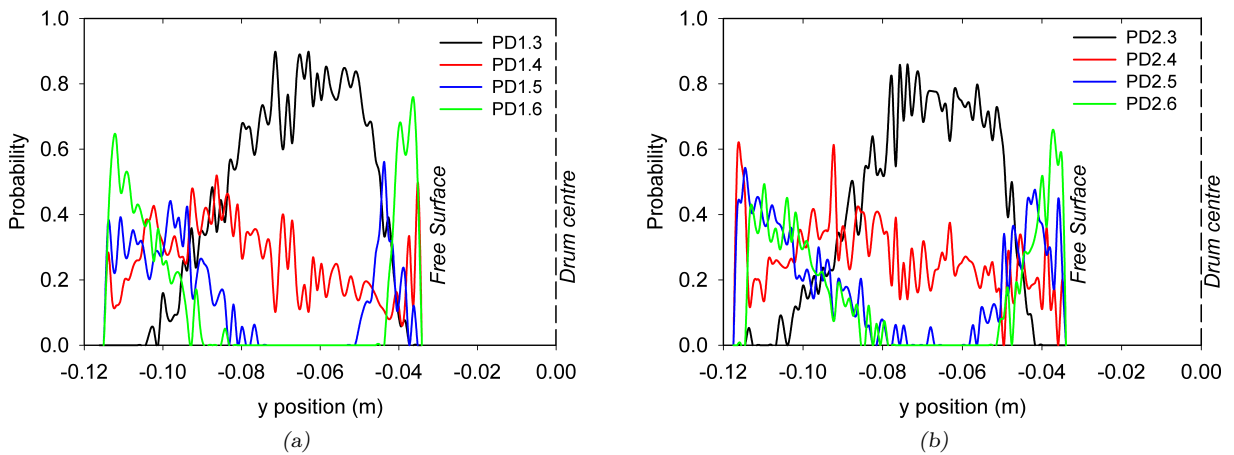 1.0
0.8
0.6
0.4
0.2
0.0
Probability
PD1.3
PD1.4
PD1.5
PD1.6
Free Surface
Drum centre
-0.12 -0.10 -0.08 -0.06 -0.04 -0.02 0.00
y position (m)
(a)
1.0
0.8
0.6
0.4
0.2
0.0
Probability
PD2.3
PD2.4
PD2.5
PD2.6
Free Surface
Drum centre
-0.12 -0.10 -0.08 -0.06 -0.04 -0.02 0.00
y position (m)
(b)